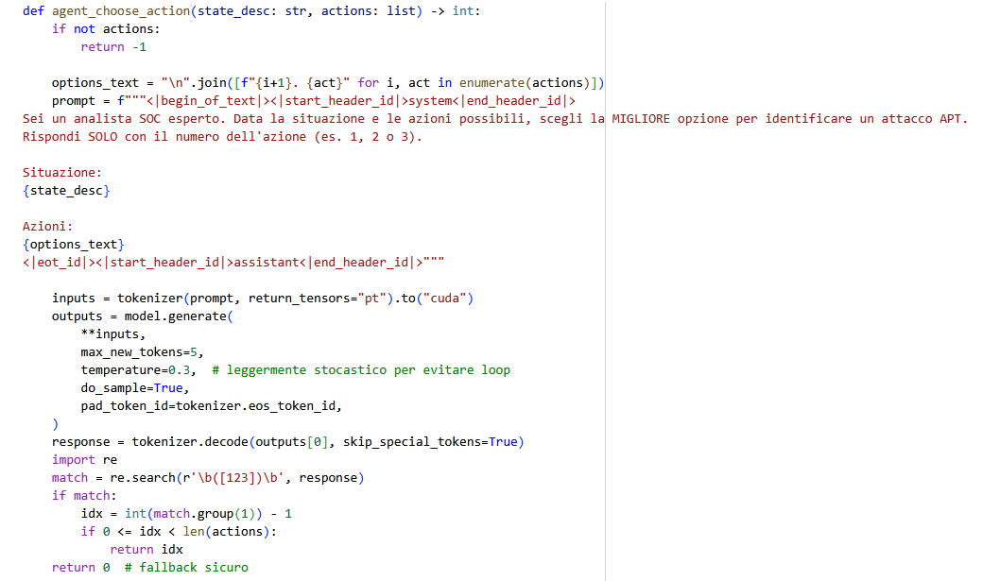 def agent_choose_action(state_desc: str, actions: list) -> int:
    if not actions:
        return -1

    options_text = "\n".join([f"{i+1}. {act}" for i, act in enumerate(actions)])
    prompt = f"""<|begin_of_text|><|start_header_id|>system<|end_header_id|>
Sei un analista SOC esperto. Data la situazione e le azioni possibili, scegli la MIGLIORE opzione per identificare un attacco APT.
Rispondi SOLO con il numero dell'azione (es. 1, 2 o 3).

Situazione:
{state_desc}

Azioni:
{options_text}
<|eot_id|><|start_header_id|>assistant<|end_header_id|>"""

    inputs = tokenizer(prompt, return_tensors="pt").to("cuda")
    outputs = model.generate(
        **inputs,
        max_new_tokens=5,
        temperature=0.3,  # leggermente stocastico per evitare loop
        do_sample=True,
        pad_token_id=tokenizer.eos_token_id,
    )
    response = tokenizer.decode(outputs[0], skip_special_tokens=True)
    import re
    match = re.search(r'\b([123])\b', response)
    if match:
        idx = int(match.group(1)) - 1
        if 0 <= idx < len(actions):
            return idx
    return 0  # fallback sicuro